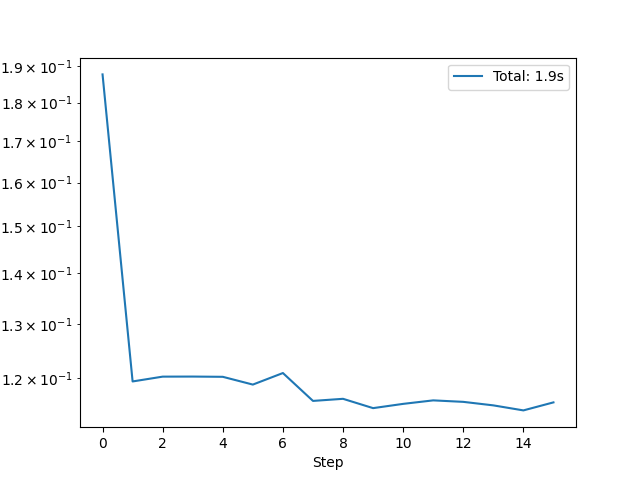 1.9 × 10⁻¹
1.8 × 10⁻¹
1.7 × 10⁻¹
1.6 × 10⁻¹
1.5 × 10⁻¹
1.4 × 10⁻¹
1.3 × 10⁻¹
1.2 × 10⁻¹
Total: 1.9s
0 2 4 6 8 10 12 14
Step